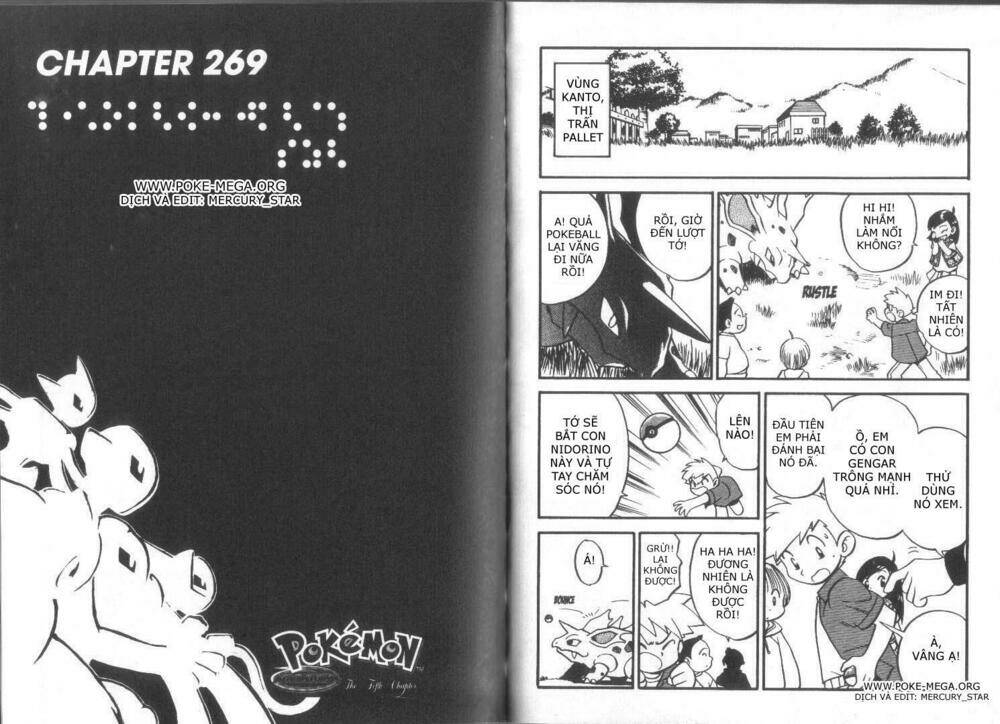 CHAPTER 269
WWW.POKE-MEGA.ORG
DỊCH VÀ EDIT: MERCURY_STAR
POKéMON
The Fifth Chapter
VÙNG
KANTO,
THỊ
TRẤN
PALLET
HI HI!
NHẮM
LÀM NỔI
KHÔNG?
IM ĐI!
TẤT
NHIÊN
LÀ CÓ!
RUSTLE
RỒI, GIỜ
ĐẾN LƯỢT
TỚ!
A! QUẢ
POKEBALL
LẠI VĂNG
ĐI NỮA
RỒI!
THỬ
DÙNG
NÓ XEM.
Ồ, EM
CÓ CON
GENGAR
TRÔNG MẠNH
QUÁ NHỈ.
ĐẦU TIÊN
EM PHẢI
ĐÁNH BẠI
NÓ ĐÃ.
À,
VÂNG Ạ!
LÊN
NÀO!
TỚ SẼ
BẮT CON
NIDORINO
NÀY VÀ TỰ
TAY CHĂM
SÓC NÓ!
HA HA HA!
ĐƯƠNG
NHIÊN LÀ
KHÔNG
ĐƯỢC
RỒI!
GRỪ!!
LẠI
KHÔNG
ĐƯỢC!
Á!
BOUNCE
WWW.POKE-MEGA.ORG
DỊCH VÀ EDIT: MERCURY_STAR